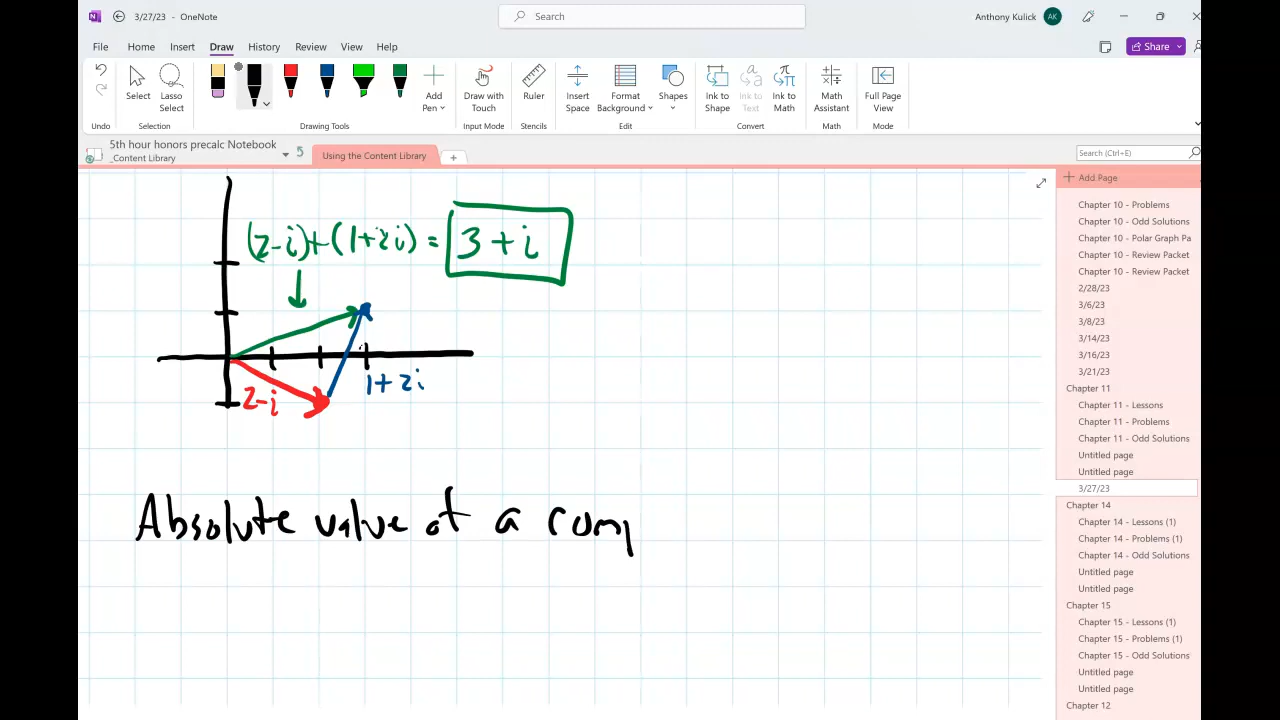 3/27/23 - OneNote
Search
Anthony Kulick
AK
File Home Insert Draw History Review View Help
Share
Select
Lasso Select
Add Pen
Draw with Touch
Ruler
Insert Space
Format Background
Shapes
Ink to Shape
Ink to Text
Ink to Math
Math Assistant
Full Page View
Undo
Selection
Drawing Tools
Input Mode
Stencils
Edit
Convert
Math
Mode
5th hour honors precalc Notebook
_Content Library
Using the Content Library
Search (Ctrl+E)
(2-i)+(1+2i) = 3+i
1+2i
2-i
Absolute value of a comp
Add Page
Chapter 10 - Problems
Chapter 10 - Odd Solutions
Chapter 10 - Polar Graph Pa
Chapter 10 - Review Packet
Chapter 10 - Review Packet
2/28/23
3/6/23
3/8/23
3/14/23
3/16/23
3/21/23
Chapter 11
Chapter 11 - Lessons
Chapter 11 - Problems
Chapter 11 - Odd Solutions
Untitled page
Untitled page
3/27/23
Chapter 14
Chapter 14 - Lessons (1)
Chapter 14 - Problems (1)
Chapter 14 - Odd Solutions
Untitled page
Untitled page
Chapter 15
Chapter 15 - Lessons (1)
Chapter 15 - Problems (1)
Chapter 15 - Odd Solutions
Untitled page
Untitled page
Chapter 12